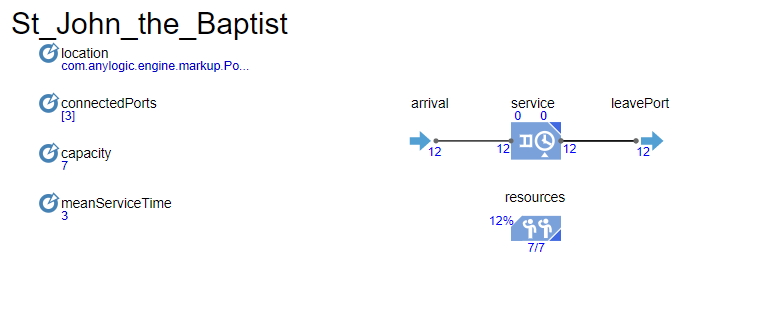 St_John_the_Baptist
location
com.anylogic.engine.markup.Po...
connectedPorts
[3]
capacity
7
meanServiceTime
3
arrival
service
leavePort
0 0
12
12
12
12
resources
12%
7/7